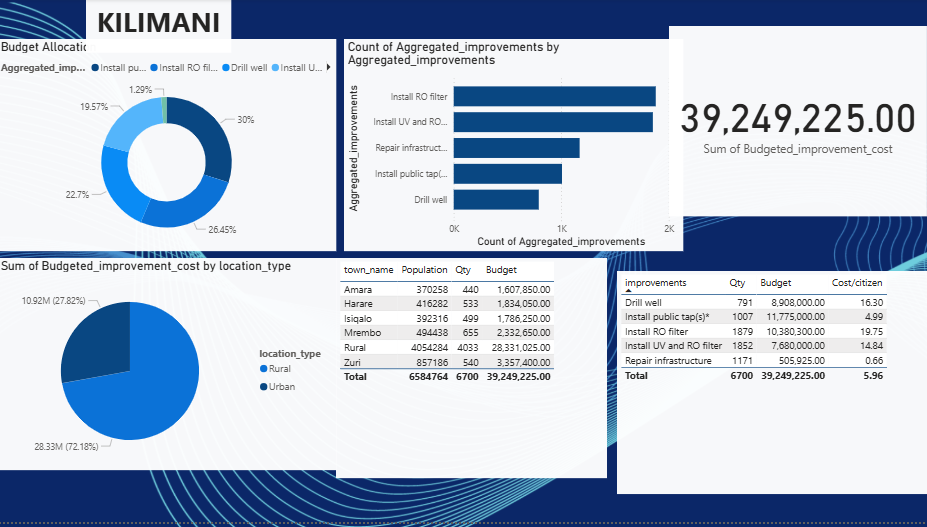 KILIMANI
Budget Allocatic
Aggregated_imp... Install pu... Install RO fil... Drill well Install U...
1.29%
19.57%
30%
22.7%
26.45%
Count of Aggregated_improvements by
Aggregated_improvements
Aggregated_improvements
Install RO filter
Install UV and RO...
Repair infrastruct...
Install public tap(...
Drill well
0K 1K 2K
Count of Aggregated_improvements
39,249,225.00
Sum of Budgeted_improvement_cost
Sum of Budgeted_improvement_cost by location_type
10.92M (27.82%)
28.33M (72.18%)
location_type
Rural
Urban
town_name Population Qty Budget
Amara 370258 440 1,607,850.00
Harare 416282 533 1,834,050.00
Isiqalo 392316 499 1,786,250.00
Mrembo 494438 655 2,332,650.00
Rural 4054284 4033 28,331,025.00
Zuri 857186 540 3,357,400.00
Total 6584764 6700 39,249,225.00
improvements Qty Budget Cost/citizen
Drill well 791 8,908,000.00 16.30
Install public tap(s)* 1007 11,775,000.00 4.99
Install RO filter 1879 10,380,300.00 19.75
Install UV and RO filter 1852 7,680,000.00 14.84
Repair infrastructure 1171 505,925.00 0.66
Total 6700 39,249,225.00 5.96